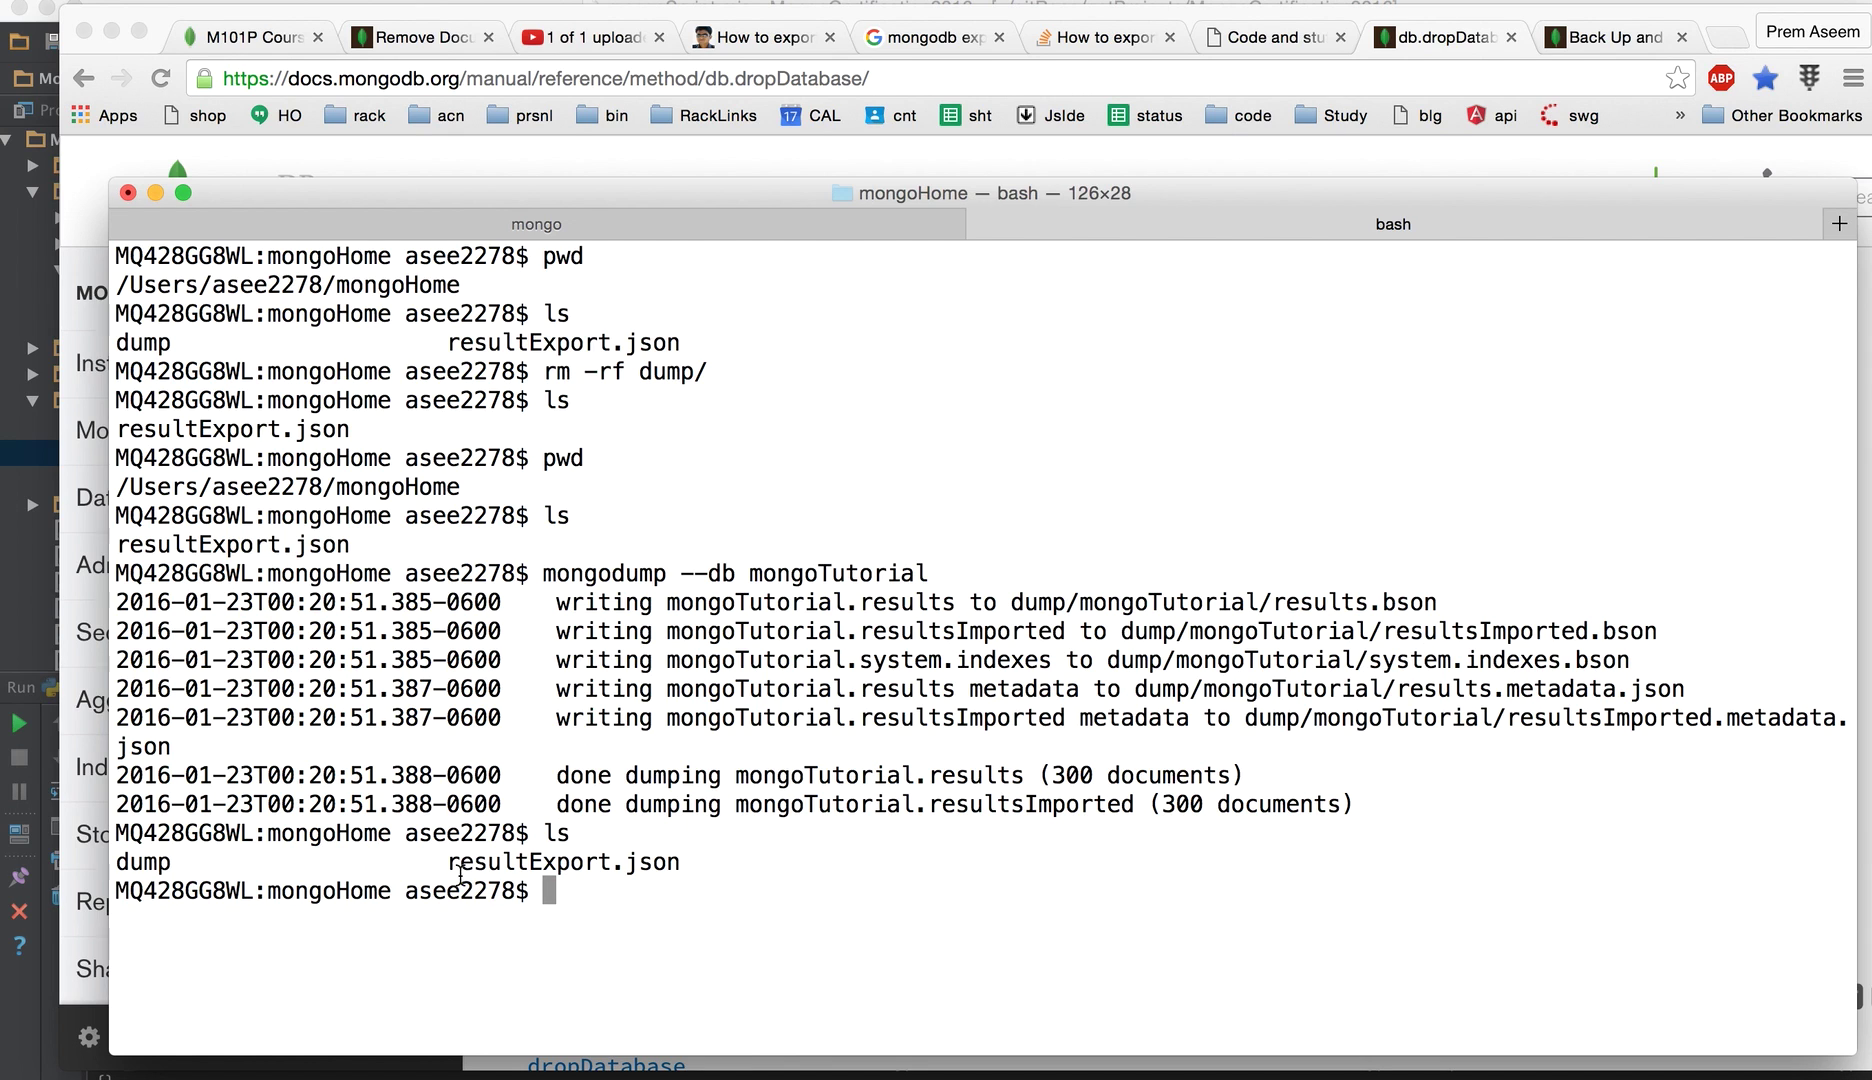 M101P Cours
Remove Docu
1 of 1 upload
How to expor
mongodb exp
How to expor
Code and stu
db.dropDatab
Back Up and
Prem Aseem
https://docs.mongodb.org/manual/reference/method/db.dropDatabase/
ABP
Apps
shop
HO
rack
acn
prsnl
bin
RackLinks
17 CAL
cnt
sht
JsIde
status
code
Study
blg
api
swg
»
Other Bookmarks
mongoHome — bash — 126×28
mongo
bash
+
MQ428GG8WL:mongoHome asee2278$ pwd
/Users/asee2278/mongoHome
MQ428GG8WL:mongoHome asee2278$ ls
dump resultExport.json
MQ428GG8WL:mongoHome asee2278$ rm -rf dump/
MQ428GG8WL:mongoHome asee2278$ ls
resultExport.json
MQ428GG8WL:mongoHome asee2278$ pwd
/Users/asee2278/mongoHome
MQ428GG8WL:mongoHome asee2278$ ls
resultExport.json
MQ428GG8WL:mongoHome asee2278$ mongodump --db mongoTutorial
2016-01-23T00:20:51.385-0600 writing mongoTutorial.results to dump/mongoTutorial/results.bson
2016-01-23T00:20:51.385-0600 writing mongoTutorial.resultsImported to dump/mongoTutorial/resultsImported.bson
2016-01-23T00:20:51.385-0600 writing mongoTutorial.system.indexes to dump/mongoTutorial/system.indexes.bson
2016-01-23T00:20:51.387-0600 writing mongoTutorial.results metadata to dump/mongoTutorial/results.metadata.json
2016-01-23T00:20:51.387-0600 writing mongoTutorial.resultsImported metadata to dump/mongoTutorial/resultsImported.metadata.
json
2016-01-23T00:20:51.388-0600 done dumping mongoTutorial.results (300 documents)
2016-01-23T00:20:51.388-0600 done dumping mongoTutorial.resultsImported (300 documents)
MQ428GG8WL:mongoHome asee2278$ ls
dump resultExport.json
MQ428GG8WL:mongoHome asee2278$
MO
Inst
Mo
Dat
Adr
Sec
Agg
Ind
Sto
Rep
Sha
Run
dropDatabase